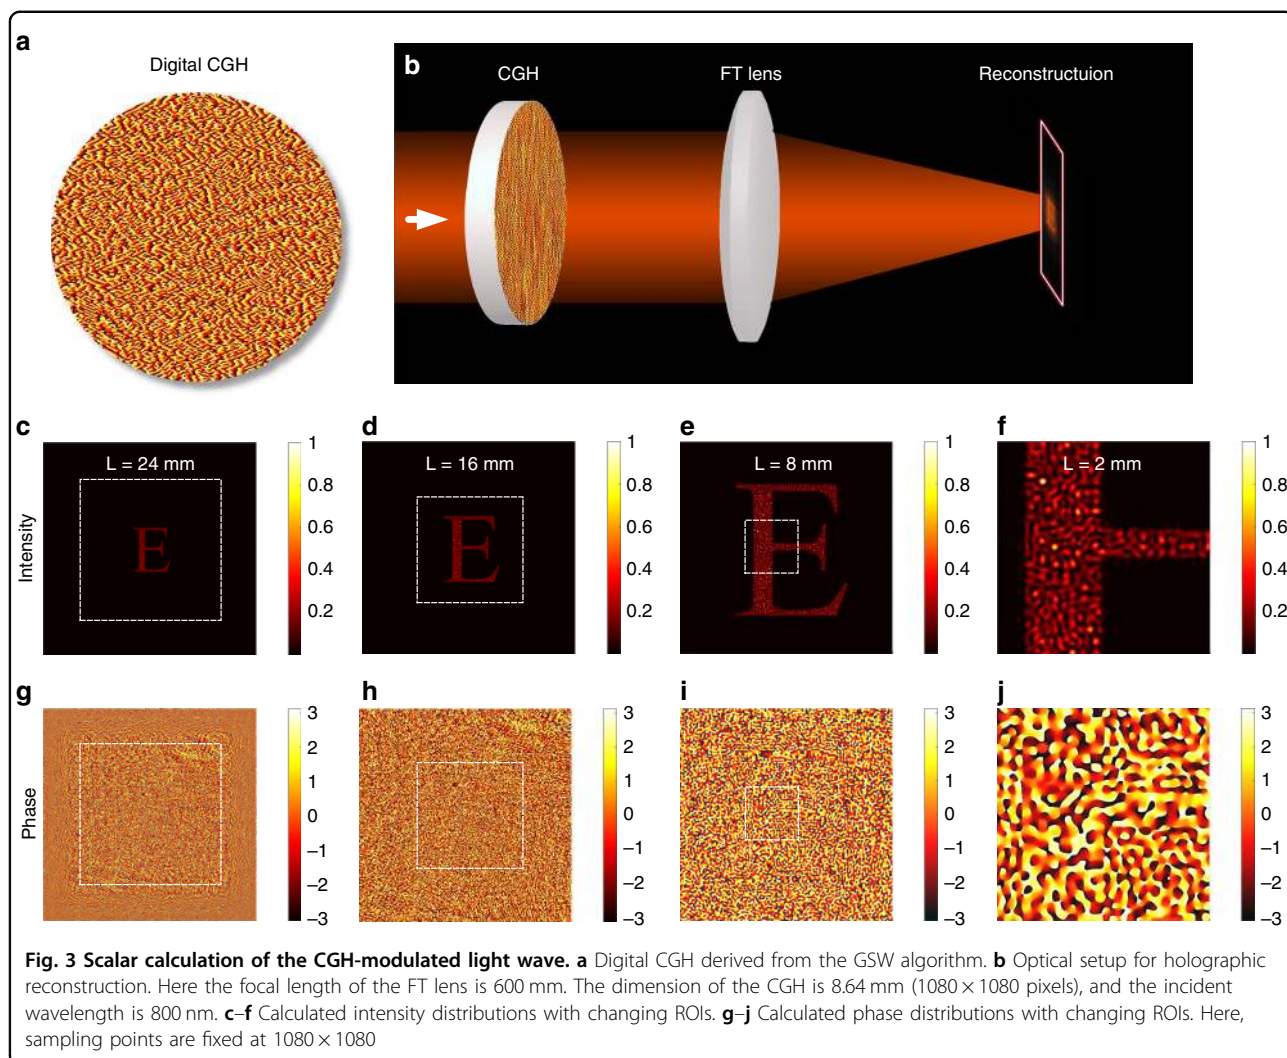 a
Digital CGH
b
CGH
FT lens
Reconstructuion
c
L = 24 mm
1
0.8
0.6
0.4
0.2
d
L = 16 mm
1
0.8
0.6
0.4
0.2
e
L = 8 mm
1
0.8
0.6
0.4
0.2
f
L = 2 mm
1
0.8
0.6
0.4
0.2
Intensity
E
E
E
g
3
2
1
0
–1
–2
–3
h
3
2
1
0
–1
–2
–3
i
3
2
1
0
–1
–2
–3
j
3
2
1
0
–1
–2
–3
Phase
Fig. 3 Scalar calculation of the CGH-modulated light wave. a Digital CGH derived from the GSW algorithm. b Optical setup for holographic
reconstruction. Here the focal length of the FT lens is 600 mm. The dimension of the CGH is 8.64 mm (1080 × 1080 pixels), and the incident
wavelength is 800 nm. c–f Calculated intensity distributions with changing ROIs. g–j Calculated phase distributions with changing ROIs. Here,
sampling points are fixed at 1080 × 1080